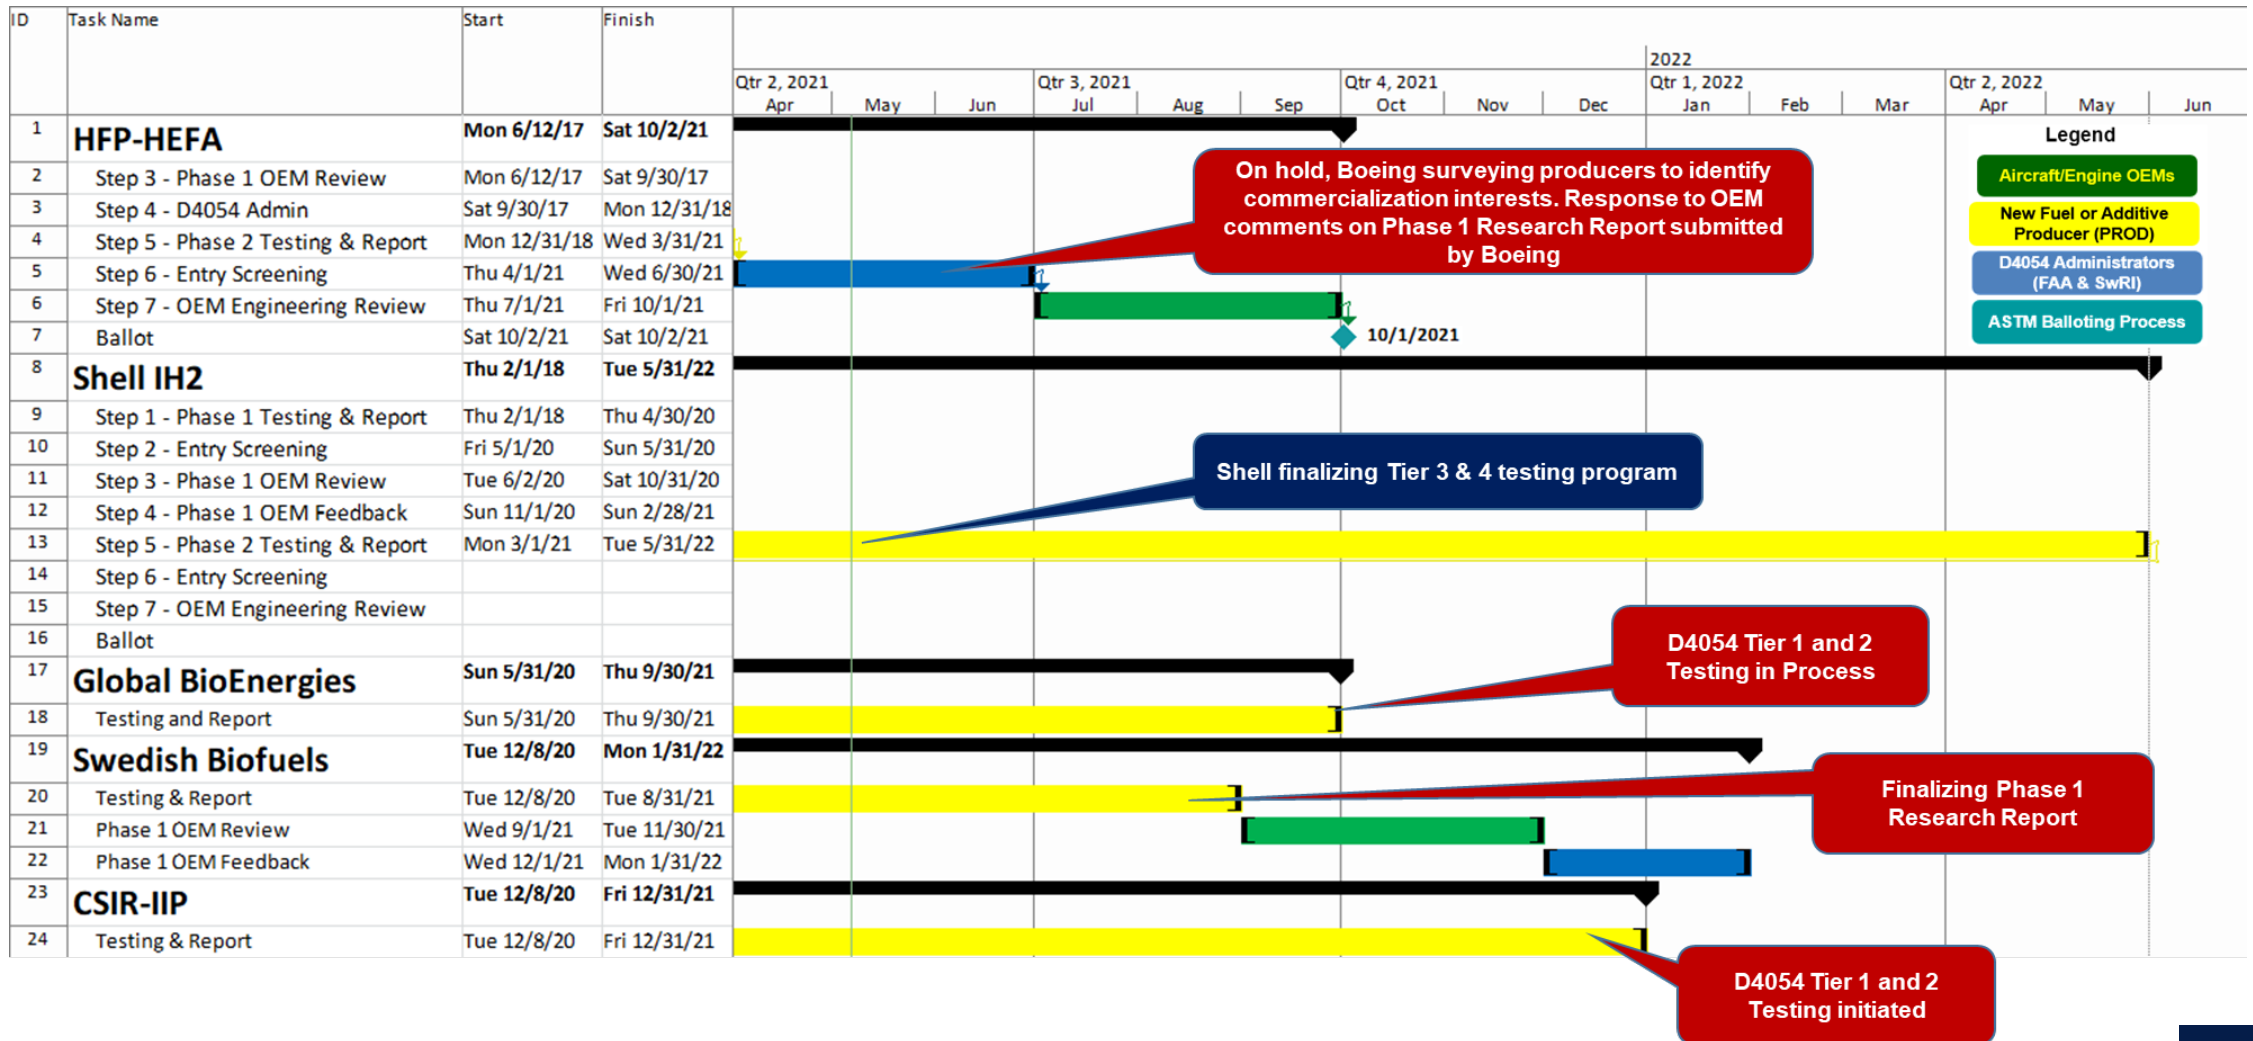 ID Task Name Start Finish
2022
Qtr 2, 2021 Qtr 3, 2021 Qtr 4, 2021 Qtr 1, 2022 Qtr 2, 2022
Apr May Jun Jul Aug Sep Oct Nov Dec Jan Feb Mar Apr May Jun
1 HFP-HEFA Mon 6/12/17 Sat 10/2/21
2 Step 3 - Phase 1 OEM Review Mon 6/12/17 Sat 9/30/17
3 Step 4 - D4054 Admin Sat 9/30/17 Mon 12/31/18
4 Step 5 - Phase 2 Testing & Report Mon 12/31/18 Wed 3/31/21
5 Step 6 - Entry Screening Thu 4/1/21 Wed 6/30/21
6 Step 7 - OEM Engineering Review Thu 7/1/21 Fri 10/1/21
7 Ballot Sat 10/2/21 Sat 10/2/21
10/1/2021
On hold, Boeing surveying producers to identify
commercialization interests. Response to OEM
comments on Phase 1 Research Report submitted
by Boeing
Legend
Aircraft/Engine OEMs
New Fuel or Additive
Producer (PROD)
D4054 Administrators
(FAA & SwRI)
ASTM Balloting Process
8 Shell IH2 Thu 2/1/18 Tue 5/31/22
9 Step 1 - Phase 1 Testing & Report Thu 2/1/18 Thu 4/30/20
10 Step 2 - Entry Screening Fri 5/1/20 Sun 5/31/20
11 Step 3 - Phase 1 OEM Review Tue 6/2/20 Sat 10/31/20
12 Step 4 - Phase 1 OEM Feedback Sun 11/1/20 Sun 2/28/21
13 Step 5 - Phase 2 Testing & Report Mon 3/1/21 Tue 5/31/22
14 Step 6 - Entry Screening
15 Step 7 - OEM Engineering Review
16 Ballot
Shell finalizing Tier 3 & 4 testing program
17 Global BioEnergies Sun 5/31/20 Thu 9/30/21
18 Testing and Report Sun 5/31/20 Thu 9/30/21
D4054 Tier 1 and 2
Testing in Process
19 Swedish Biofuels Tue 12/8/20 Mon 1/31/22
20 Testing & Report Tue 12/8/20 Tue 8/31/21
21 Phase 1 OEM Review Wed 9/1/21 Tue 11/30/21
22 Phase 1 OEM Feedback Wed 12/1/21 Mon 1/31/22
Finalizing Phase 1
Research Report
23 CSIR-IIP Tue 12/8/20 Fri 12/31/21
24 Testing & Report Tue 12/8/20 Fri 12/31/21
D4054 Tier 1 and 2
Testing initiated